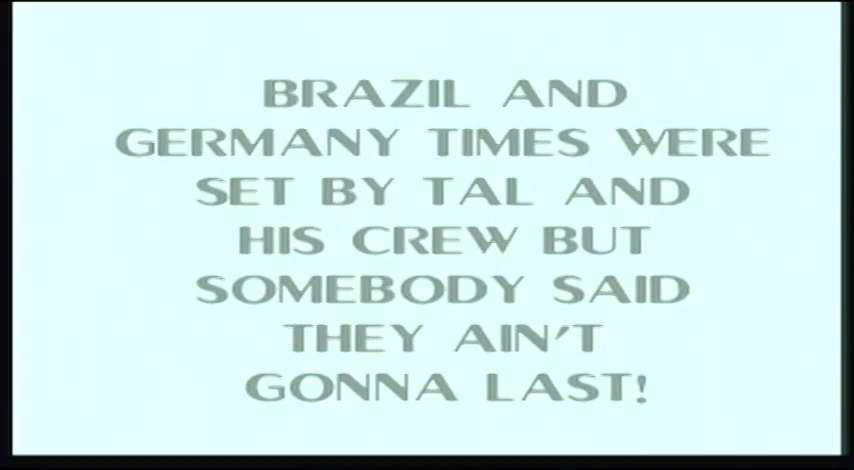 BRAZIL AND
GERMANY TIMES WERE
SET BY TAL AND
HIS CREW BUT
SOMEBODY SAID
THEY AIN'T
GONNA LAST!